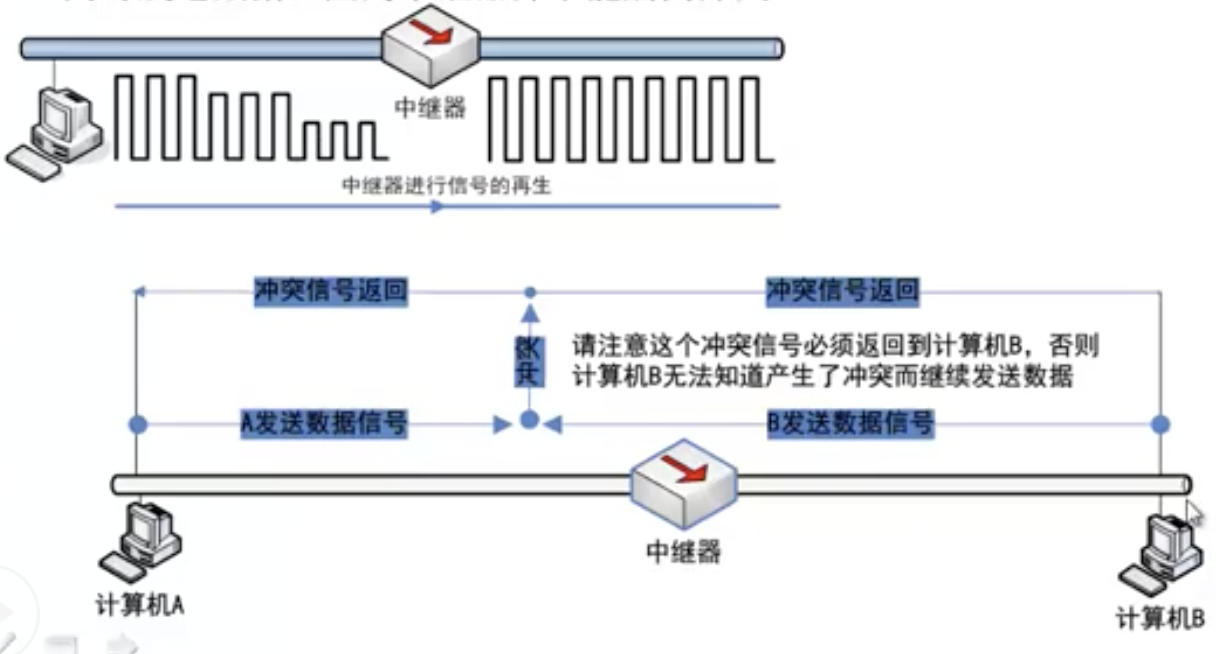 中继器
中继器进行信号的再生
冲突信号返回
冲突信号返回
请注意这个冲突信号必须返回到计算机B，否则
计算机B无法知道产生了冲突而继续发送数据
A发送数据信号
B发送数据信号
中继器
计算机A
计算机B